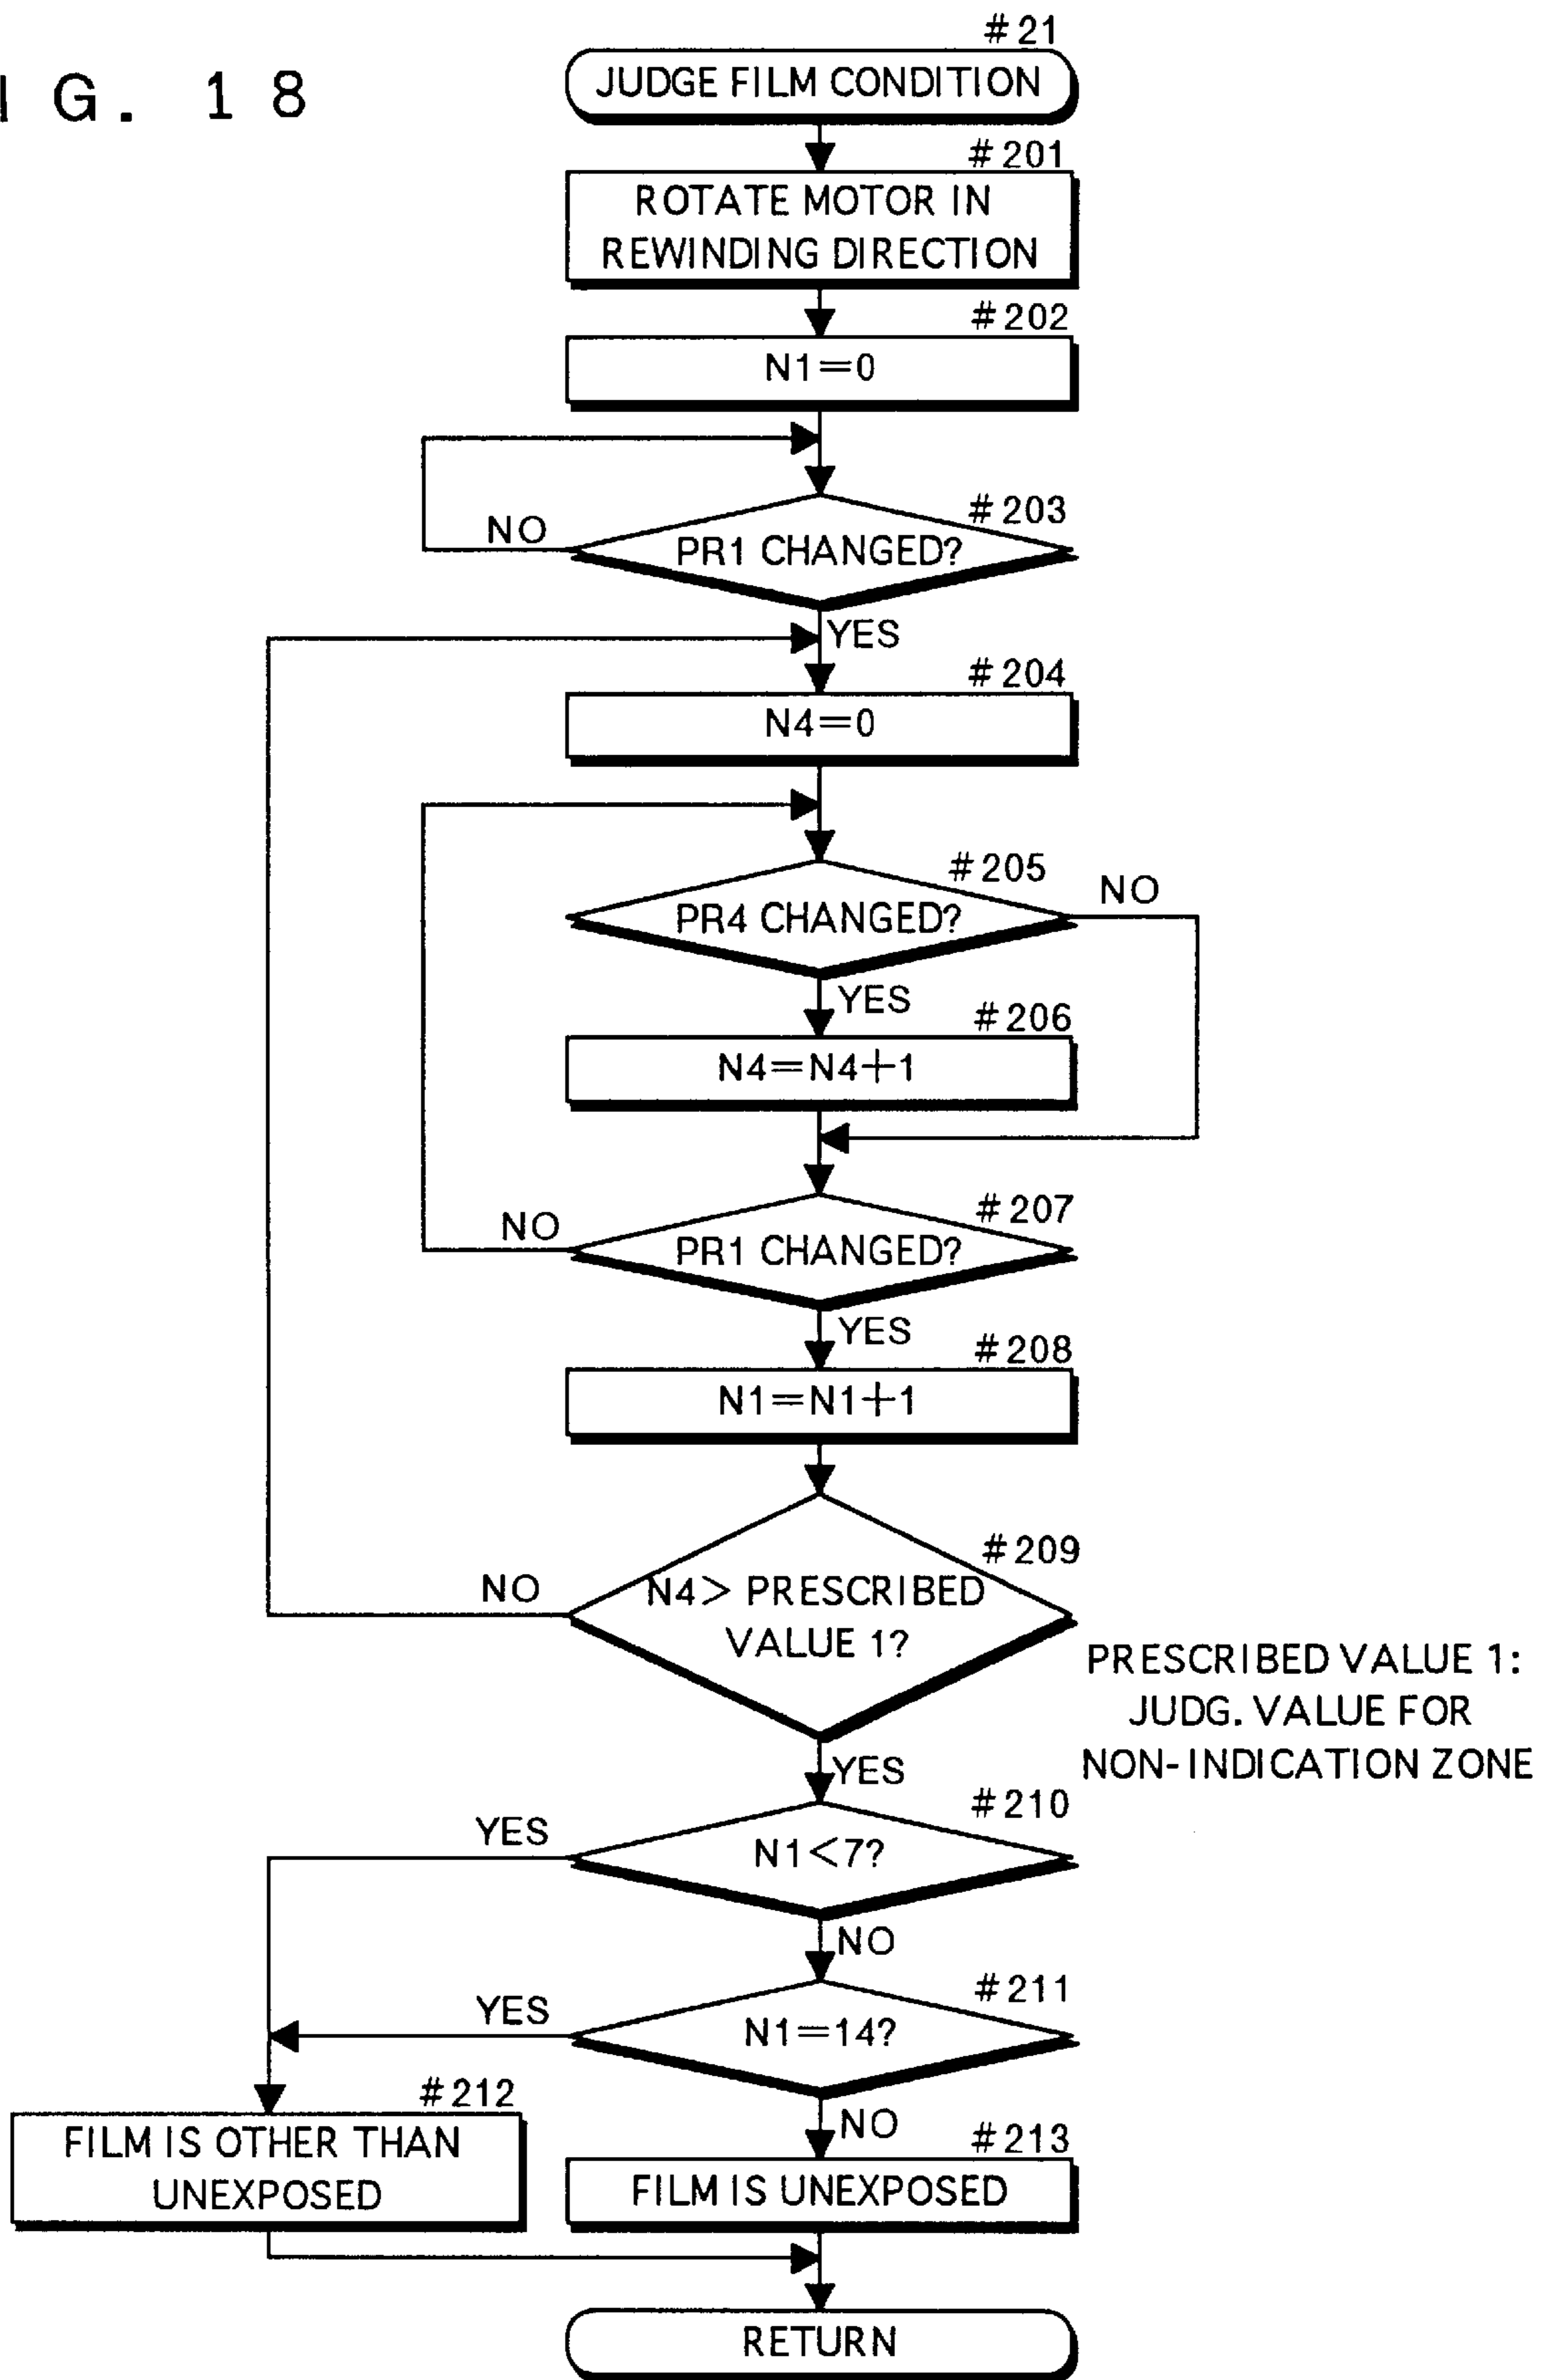 I G. 18
#21
JUDGE FILM CONDITION
#201
ROTATE MOTOR IN
REWINDING DIRECTION
#202
N1=0
#203
NO
PR1 CHANGED?
YES
#204
N4=0
#205
NO
PR4 CHANGED?
YES
#206
N4=N4+1
#207
NO
PR1 CHANGED?
YES
#208
N1=N1+1
#209
NO
N4> PRESCRIBED
VALUE 1?
PRESCRIBED VALUE 1:
JUDG. VALUE FOR
NON-INDICATION ZONE
YES
#210
YES
N1<7?
NO
#211
YES
N1=14?
#212
NO
FILM IS OTHER THAN
UNEXPOSED
#213
FILM IS UNEXPOSED
RETURN